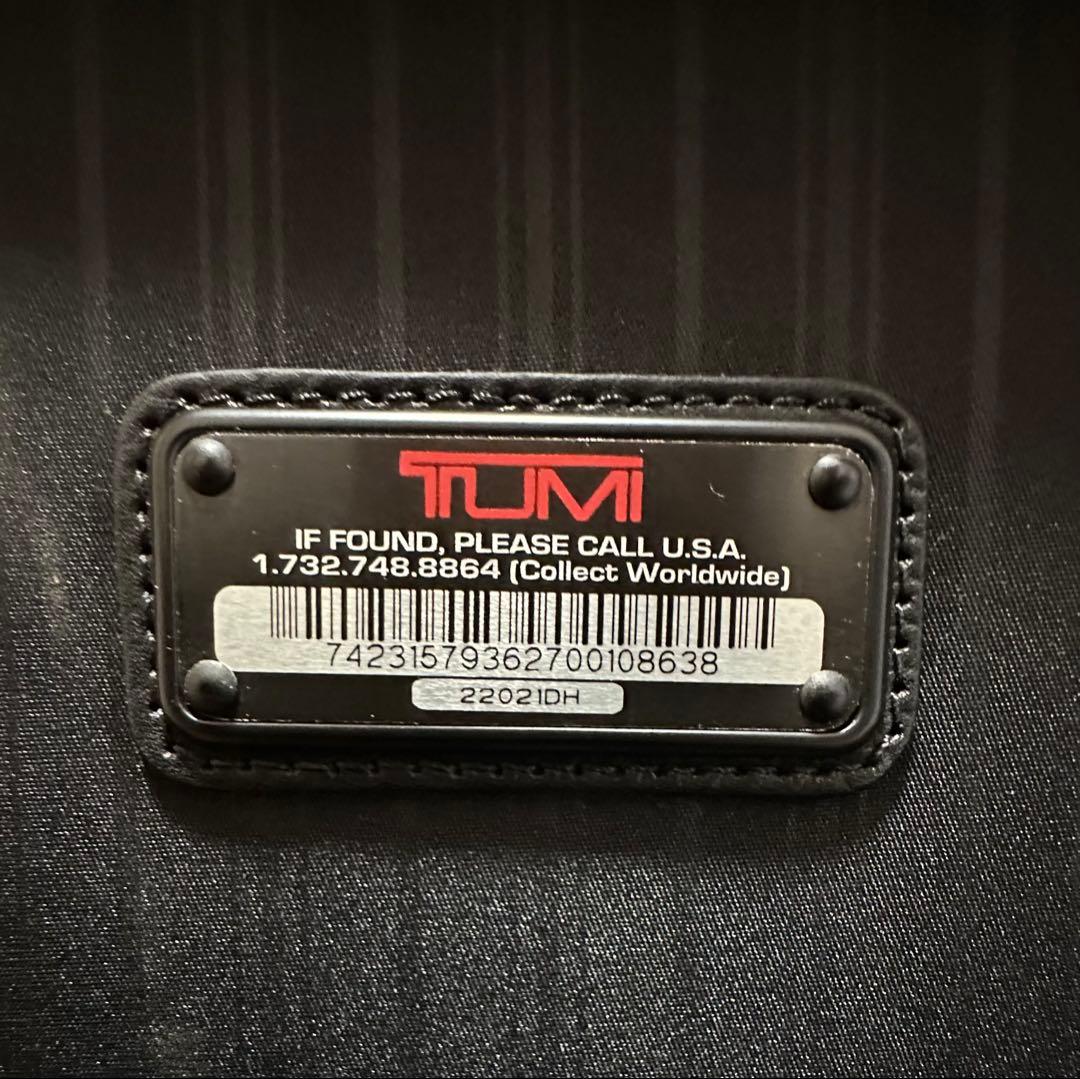 TUMI
IF FOUND, PLEASE CALL U.S.A.
1.732.748.8864 (Collect Worldwide)
74231579362700108638
22021DH